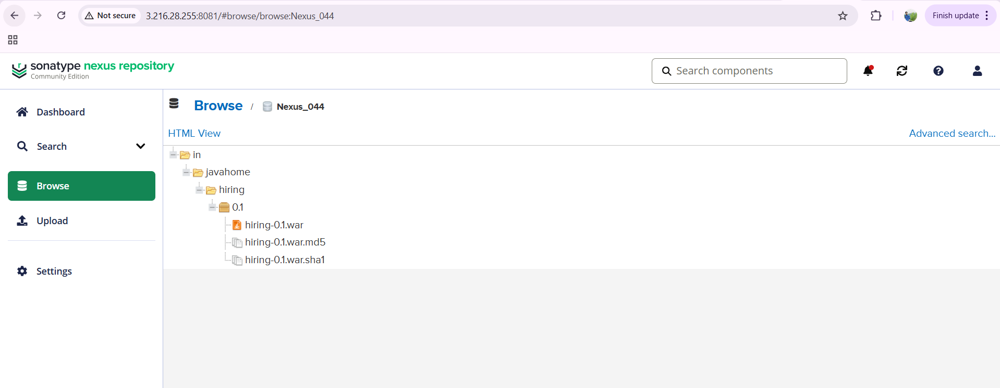 Not secure 3.216.28.255:8081/#browse/browse:Nexus_044 Finish update
sonatype nexus repository
Community Edition
Search components
Dashboard
Search
Browse
Upload
Settings
Browse / Nexus_044
HTML View Advanced search...
in
javahome
hiring
0.1
hiring-0.1.war
hiring-0.1.war.md5
hiring-0.1.war.sha1